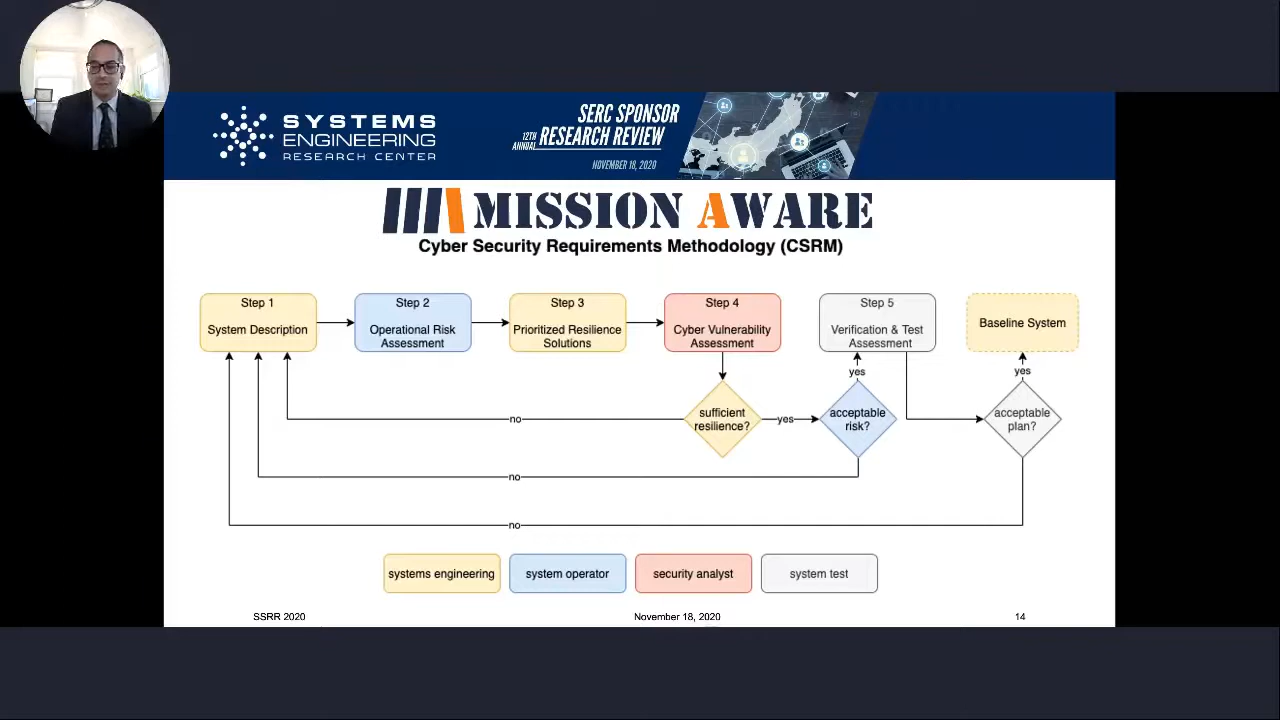 SYSTEMS
ENGINEERING
RESEARCH CENTER
SERC SPONSOR
12TH ANNUAL RESEARCH REVIEW
NOVEMBER 18, 2020
MISSION AWARE
Cyber Security Requirements Methodology (CSRM)
Step 1
System Description
Step 2
Operational Risk
Assessment
Step 3
Prioritized Resilience
Solutions
Step 4
Cyber Vulnerability
Assessment
Step 5
Verification & Test
Assessment
Baseline System
yes
yes
sufficient
resilience?
yes
acceptable
risk?
acceptable
plan?
no
no
no
systems engineering
system operator
security analyst
system test
SSRR 2020
November 18, 2020
14